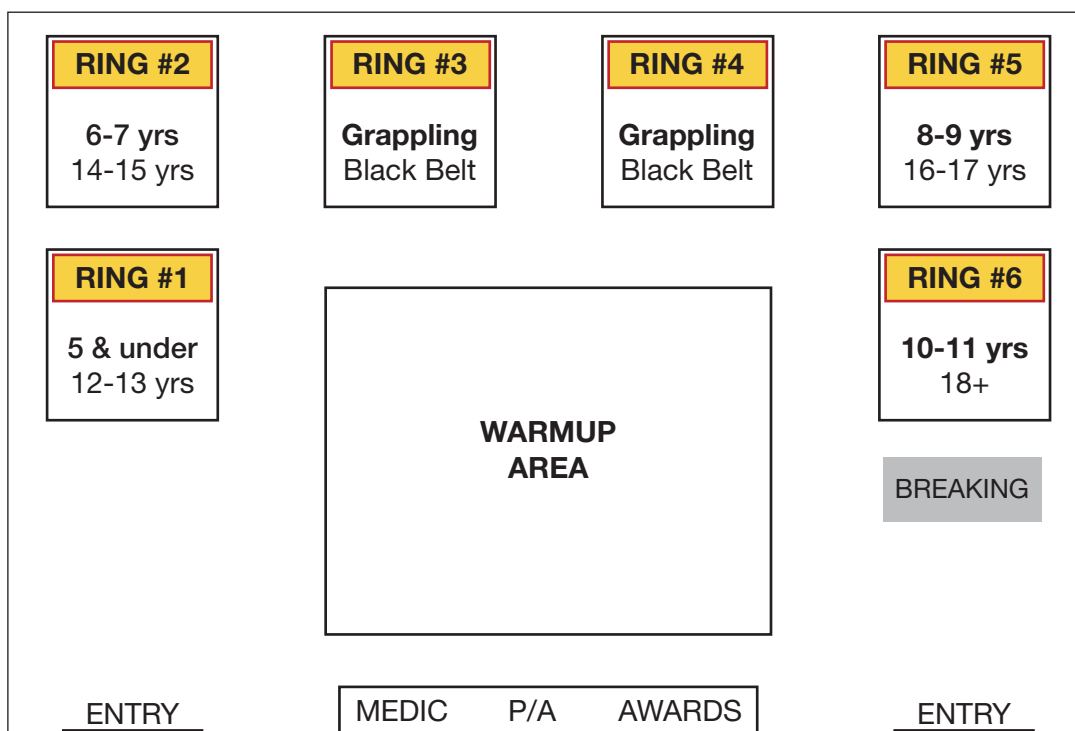 RING #2
6-7 yrs
14-15 yrs
RING #3
Grappling
Black Belt
RING #4
Grappling
Black Belt
RING #5
8-9 yrs
16-17 yrs
RING #1
5 & under
12-13 yrs
WARMUP
AREA
RING #6
10-11 yrs
18+
BREAKING
ENTRY
MEDIC P/A AWARDS
ENTRY